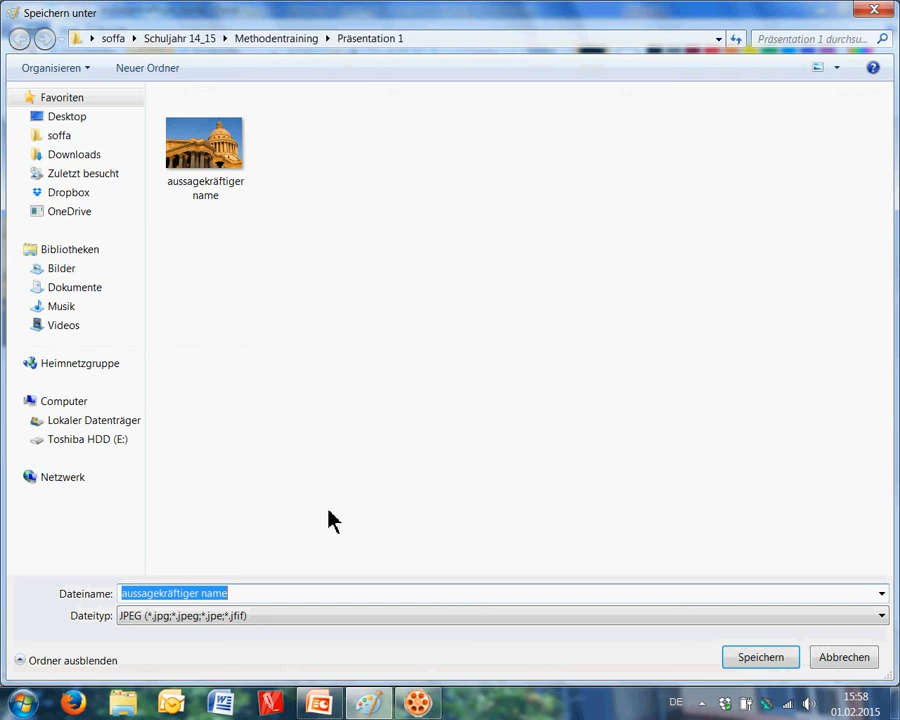 Speichern unter
soffa Schuljahr 14_15 Methodentraining Präsentation 1
Präsentation 1 durchsu...
Organisieren Neuer Ordner
Favoriten
Desktop
soffa
Downloads
Zuletzt besucht
Dropbox
OneDrive
Bibliotheken
Bilder
Dokumente
Musik
Videos
Heimnetzgruppe
Computer
Lokaler Datenträger
Toshiba HDD (E:)
Netzwerk
aussagekräftiger
name
Dateiname: aussagekräftiger name
Dateityp: JPEG (*.jpg;*.jpeg;*.jpe;*.jfif)
Ordner ausblenden
Speichern
Abbrechen
DE
15:58
01.02.2015